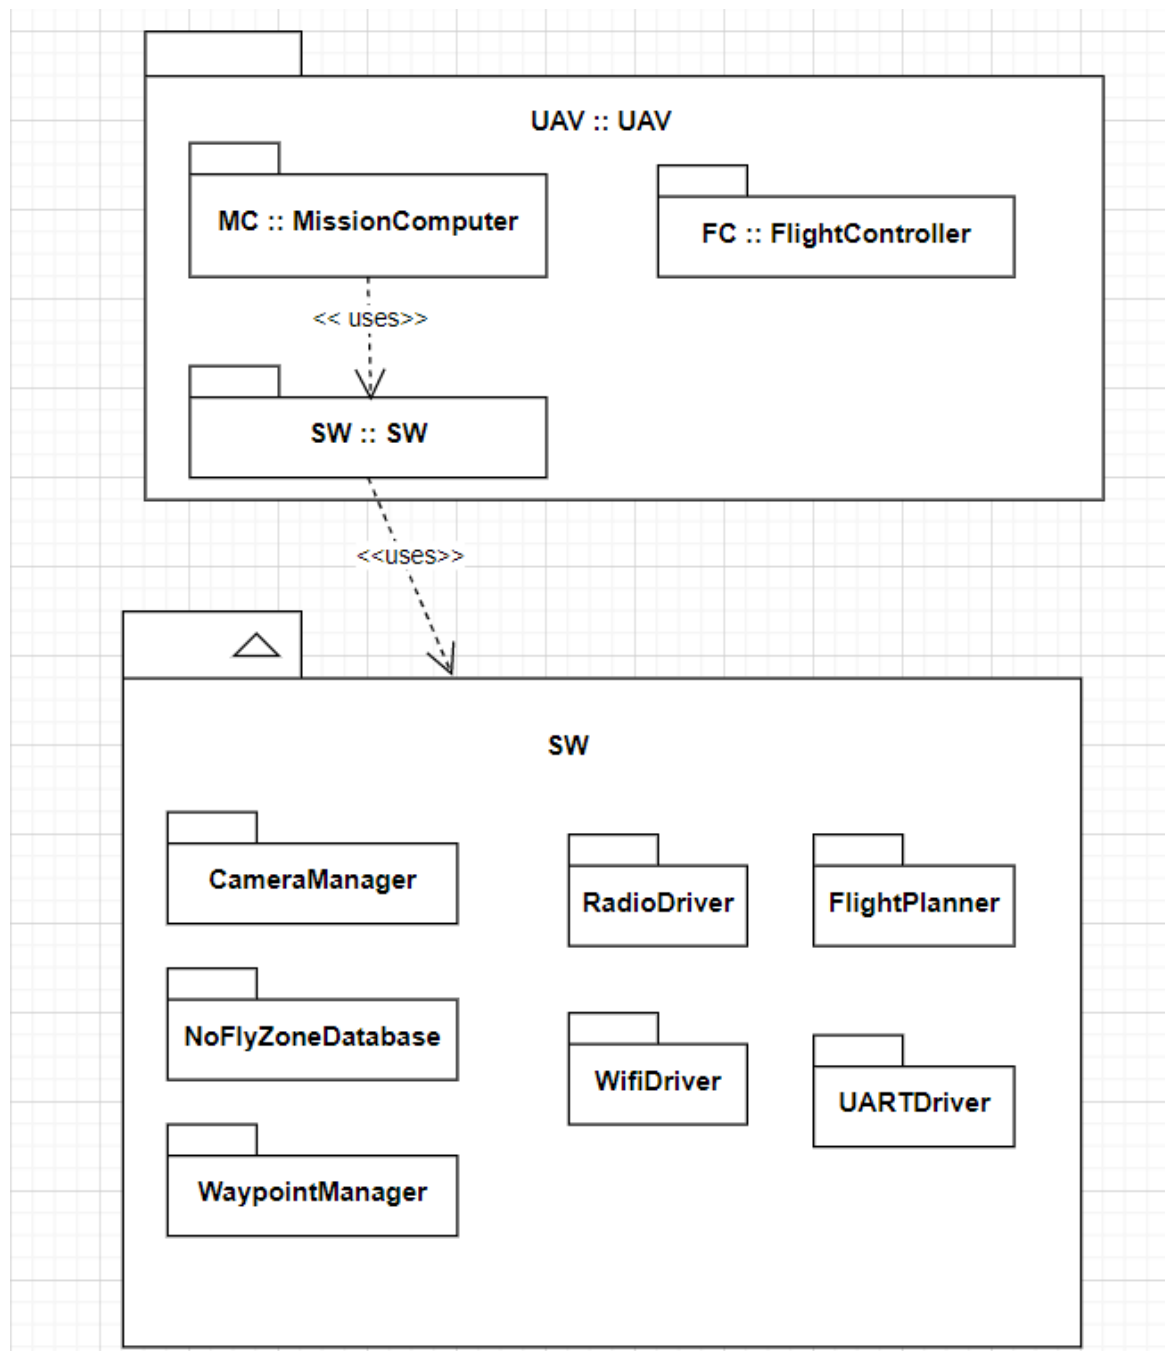 UAV :: UAV
MC :: MissionComputer
FC :: FlightController
<< uses>>
SW :: SW
<<uses>>
SW
CameraManager
RadioDriver
FlightPlanner
NoFlyZoneDatabase
WifiDriver
UARTDriver
WaypointManager